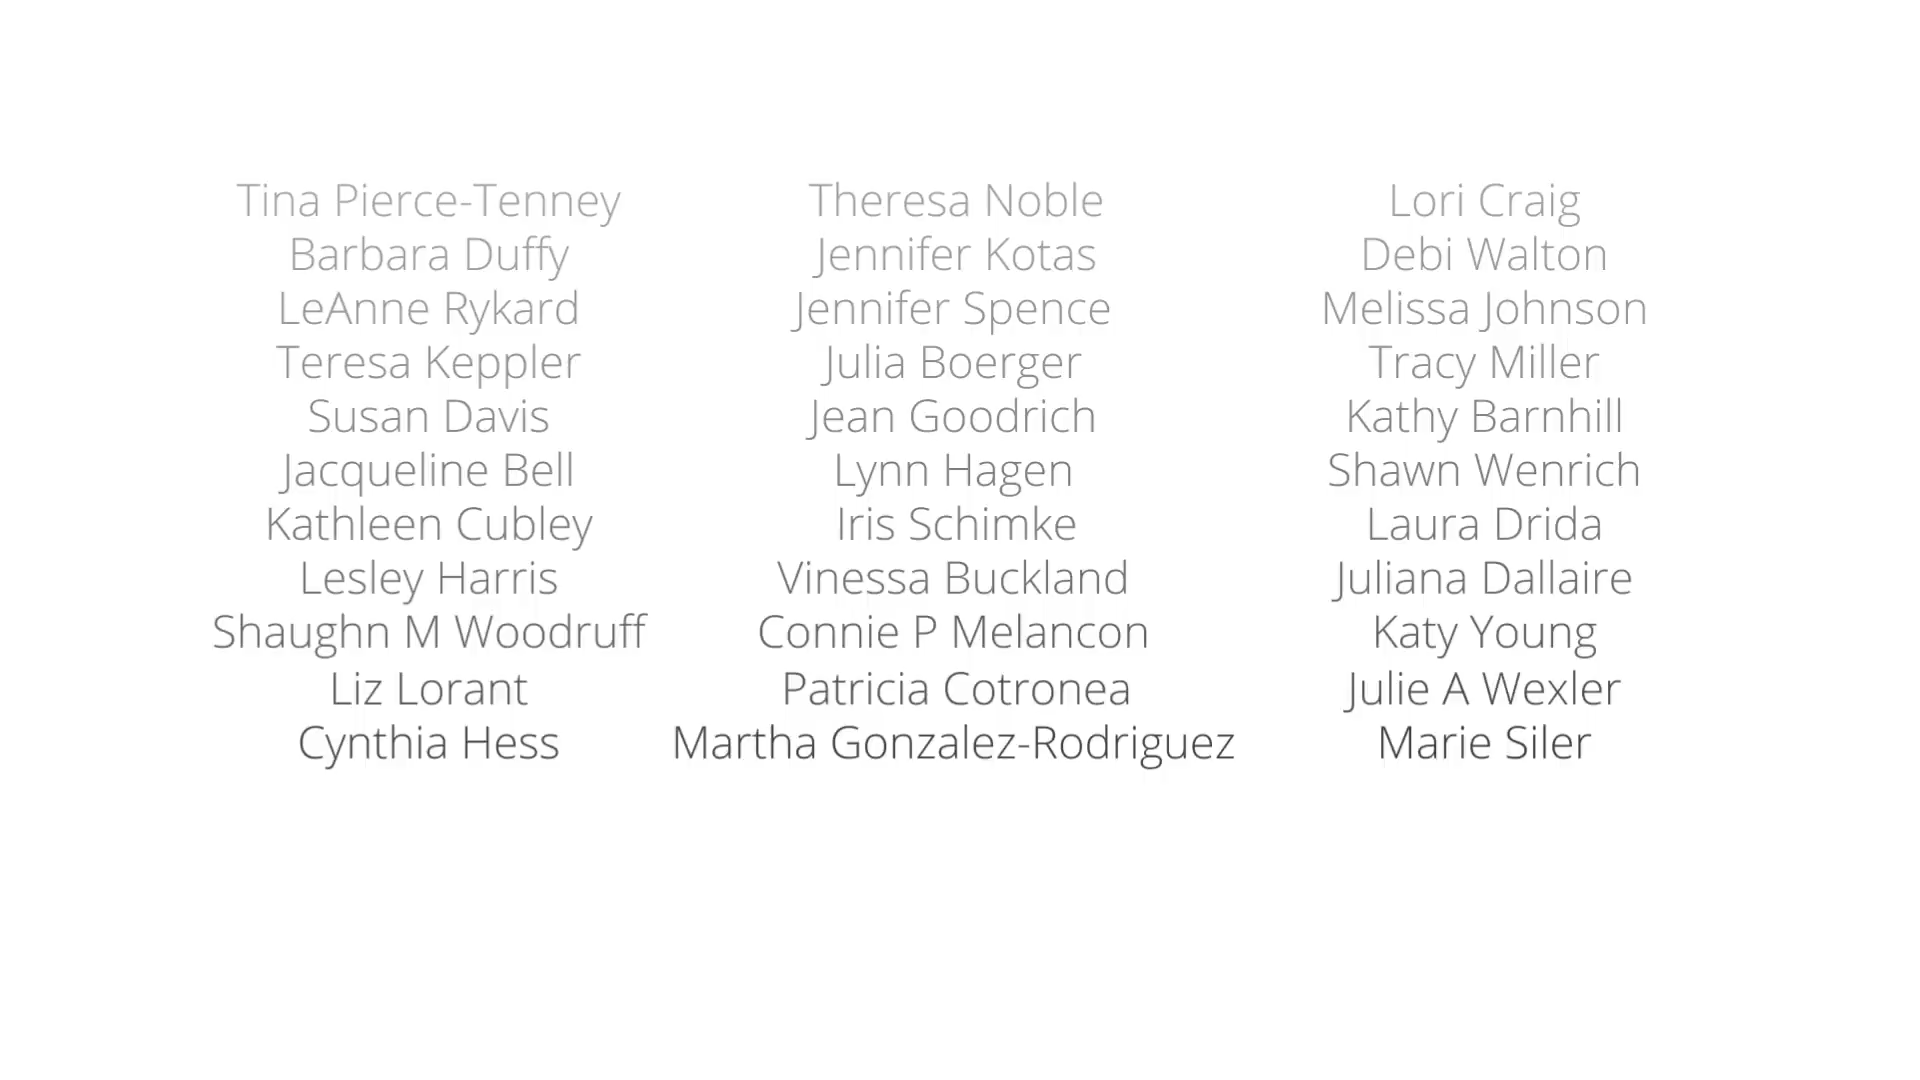 Tina Pierce-Tenney
Barbara Duffy
LeAnne Rykard
Teresa Keppler
Susan Davis
Jacqueline Bell
Kathleen Cubley
Lesley Harris
Shaughn M Woodruff
Liz Lorant
Cynthia Hess
Theresa Noble
Jennifer Kotas
Jennifer Spence
Julia Boerger
Jean Goodrich
Lynn Hagen
Iris Schimke
Vinessa Buckland
Connie P Melancon
Patricia Cotronea
Martha Gonzalez-Rodriguez
Lori Craig
Debi Walton
Melissa Johnson
Tracy Miller
Kathy Barnhill
Shawn Wenrich
Laura Drida
Juliana Dallaire
Katy Young
Julie A Wexler
Marie Siler